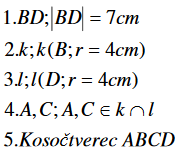 1.BD;|BD| = 7cm
2.k;k(B;r = 4cm)
3.l;l(D;r = 4cm)
4.A,C;A,C ∈ k ∩ l
5.Kosočtverec ABCD